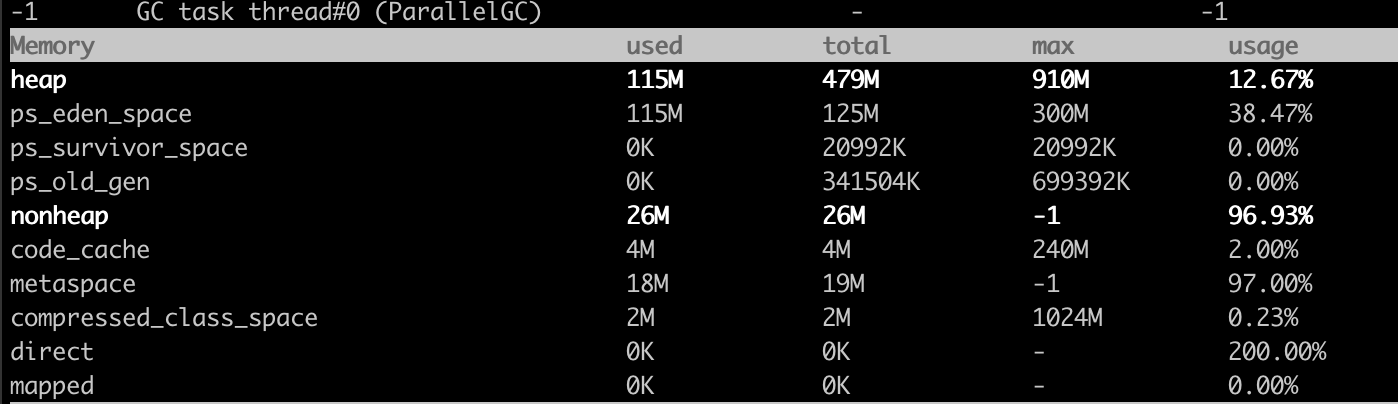 -1 GC task thread#0 (ParallelGC) - -1
Memory used total max usage
heap 115M 479M 910M 12.67%
ps_eden_space 115M 125M 300M 38.47%
ps_survivor_space 0K 20992K 20992K 0.00%
ps_old_gen 0K 341504K 699392K 0.00%
nonheap 26M 26M -1 96.93%
code_cache 4M 4M 240M 2.00%
metaspace 18M 19M -1 97.00%
compressed_class_space 2M 2M 1024M 0.23%
direct 0K 0K - 200.00%
mapped 0K 0K - 0.00%